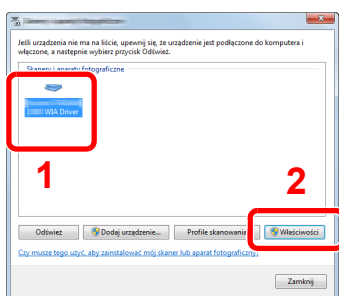 Jeśli urządzenia nie ma na liście, upewnij się, że urządzenie jest podłączone do komputera i
włączone, a następnie wybierz przycisk Odśwież.
Skanery i aparaty fotograficzne
WIA Driver
1
2
Odśwież
Dodaj urządzenie...
Profile skanowania
Właściwości
Czy muszę tego użyć, aby zainstalować mój skaner lub aparat fotograficzny?
Zamknij